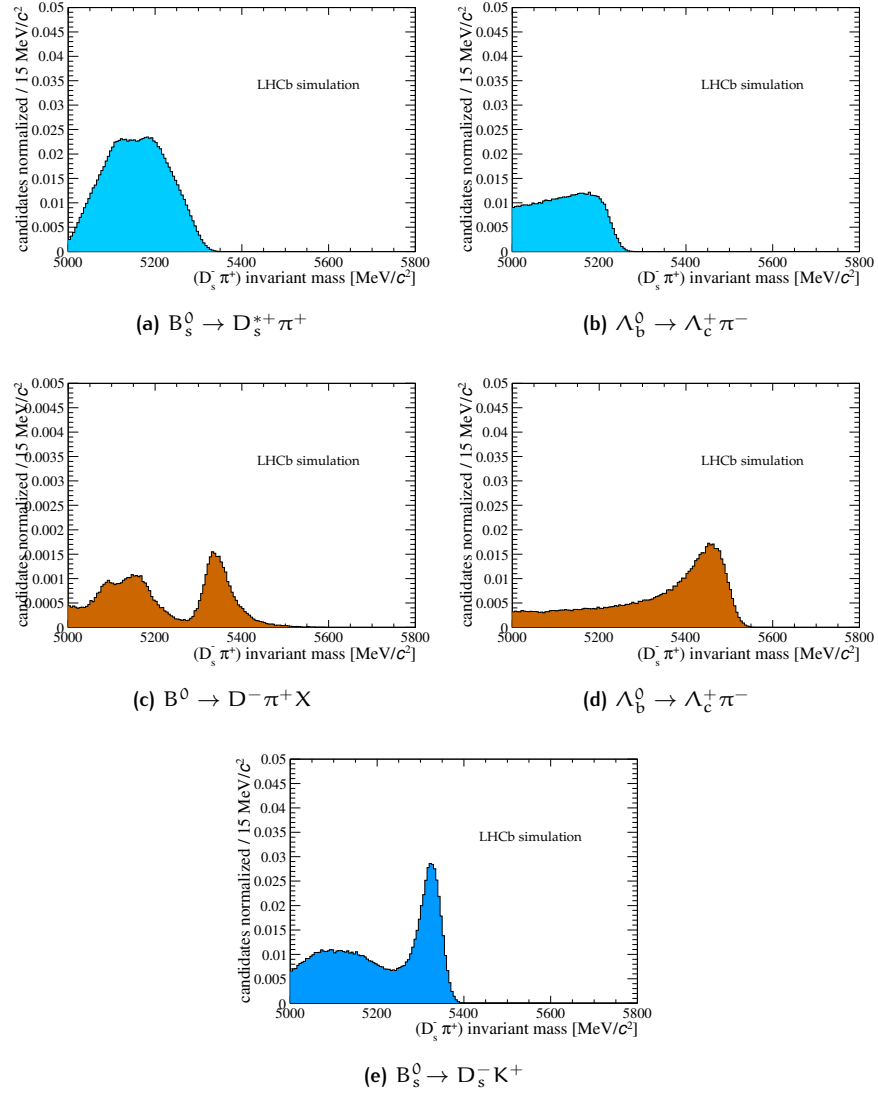 candidates normalized / 15 MeV/c²
0.05
0.045
0.04
0.035
0.03
0.025
0.02
0.015
0.01
0.005
0
LHCb simulation
5000 5200 5400 5600 5800
(D⁻ₛ π⁺) invariant mass [MeV/c²]
(a) B⁰ₛ → D*⁺ₛ π⁺
candidates normalized / 15 MeV/c²
0.05
0.045
0.04
0.035
0.03
0.025
0.02
0.015
0.01
0.005
0
LHCb simulation
5000 5200 5400 5600 5800
(D⁻ₛ π⁺) invariant mass [MeV/c²]
(b) Λ⁰_b → Λ⁺_c π⁻
candidates normalized / 15 MeV/c²
0.005
0.0045
0.004
0.0035
0.003
0.0025
0.002
0.0015
0.001
0.0005
0
LHCb simulation
5000 5200 5400 5600 5800
(D⁻ₛ π⁺) invariant mass [MeV/c²]
(c) B⁰ → D⁻π⁺X
candidates normalized / 15 MeV/c²
0.05
0.045
0.04
0.035
0.03
0.025
0.02
0.015
0.01
0.005
0
LHCb simulation
5000 5200 5400 5600 5800
(D⁻ₛ π⁺) invariant mass [MeV/c²]
(d) Λ⁰_b → Λ⁺_c π⁻
candidates normalized / 15 MeV/c²
0.05
0.045
0.04
0.035
0.03
0.025
0.02
0.015
0.01
0.005
0
LHCb simulation
5000 5200 5400 5600 5800
(D⁻ₛ π⁺) invariant mass [MeV/c²]
(e) B⁰ₛ → D⁻ₛ K⁺